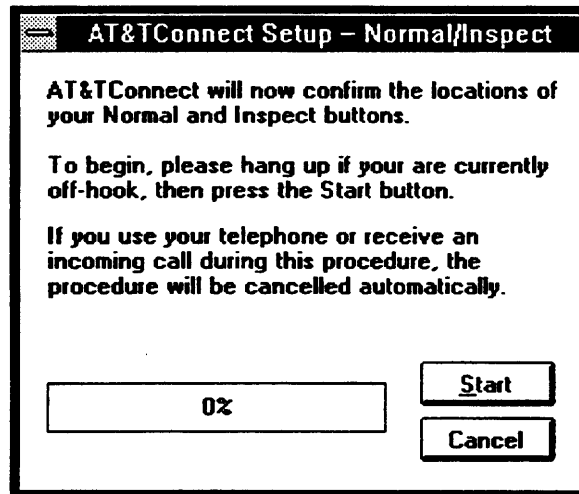 AT&TConnect Setup – Normal/Inspect
AT&TConnect will now confirm the locations of
your Normal and Inspect buttons.
To begin, please hang up if your are currently
off-hook, then press the Start button.
If you use your telephone or receive an
incoming call during this procedure, the
procedure will be cancelled automatically.
0%
Start
Cancel